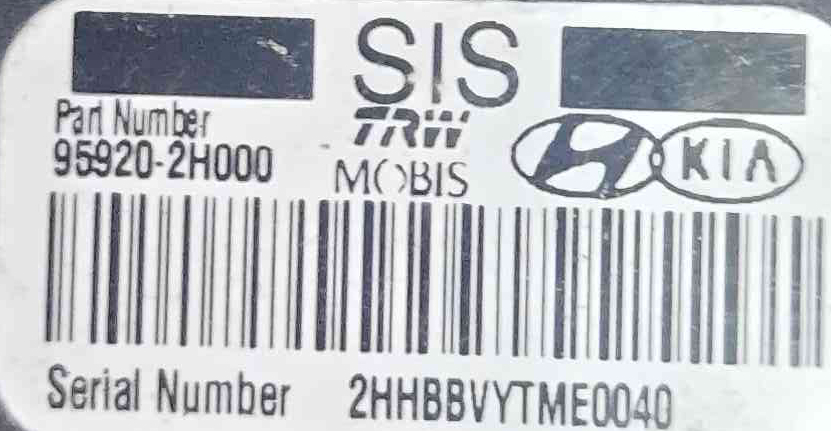 SIS
Part Number
95920-2H000
TRW
MOBIS
H KIA
Serial Number 2HHBBVYTME0040